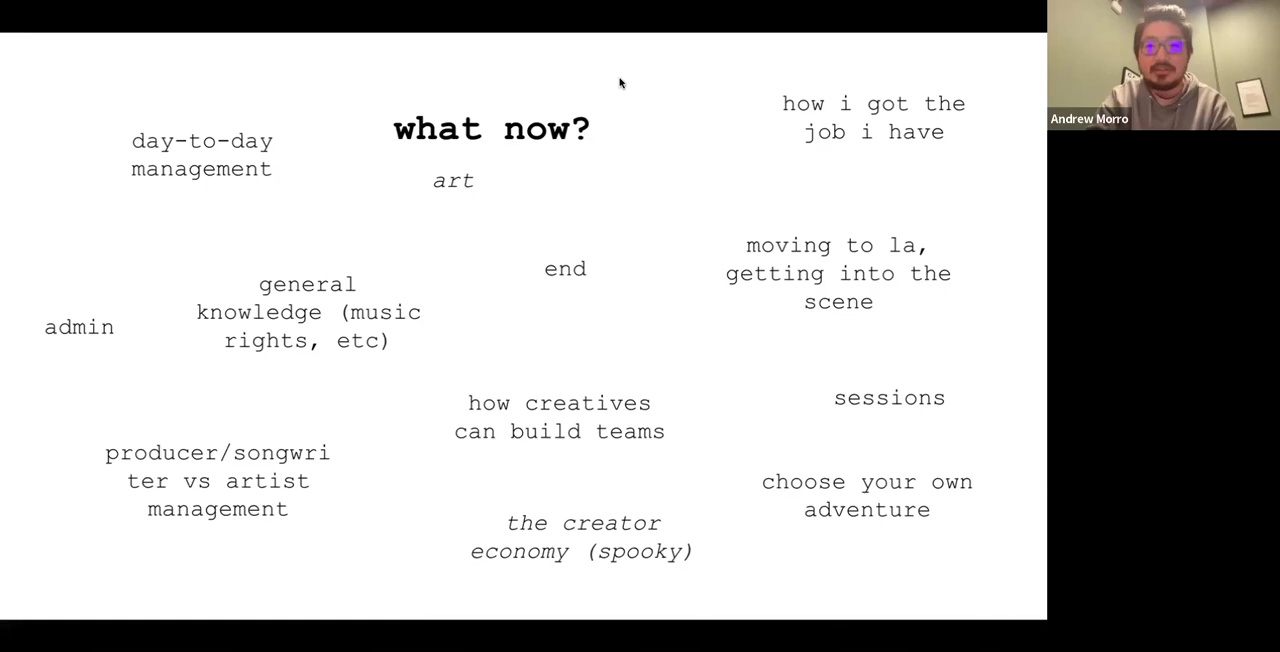 what now?
how i got the
job i have
day-to-day
management
art
moving to la,
getting into the
scene
end
general
knowledge (music
rights, etc)
admin
how creatives
can build teams
sessions
producer/songwri
ter vs artist
management
choose your own
adventure
the creator
economy (spooky)
Andrew Morro